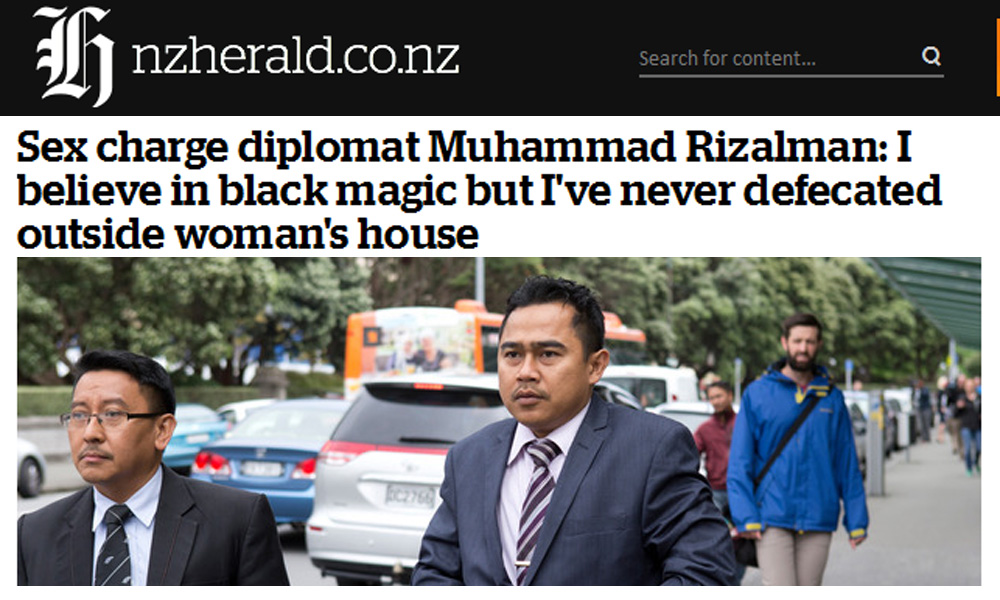 nzherald.co.nz
Search for content...
Sex charge diplomat Muhammad Rizalman: I
believe in black magic but I've never defecated
outside woman's house